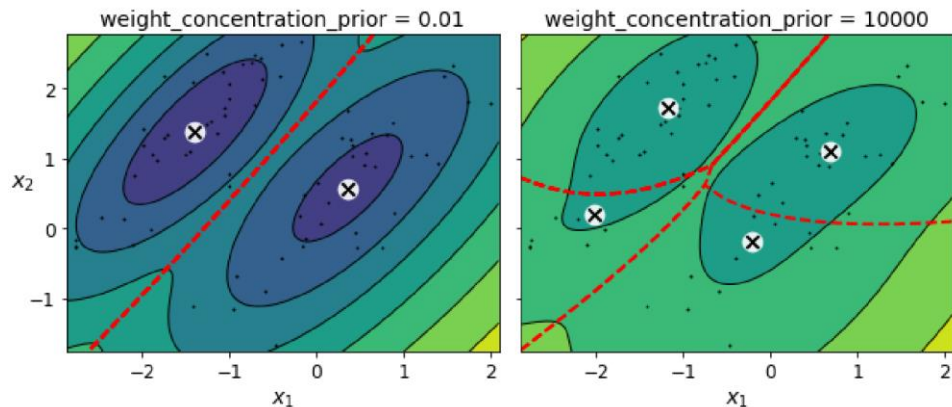 weight_concentration_prior = 0.01
weight_concentration_prior = 10000
2
1
x2
0
−1
−2
−1
0
1
2
−2
−1
0
1
2
x1
x1